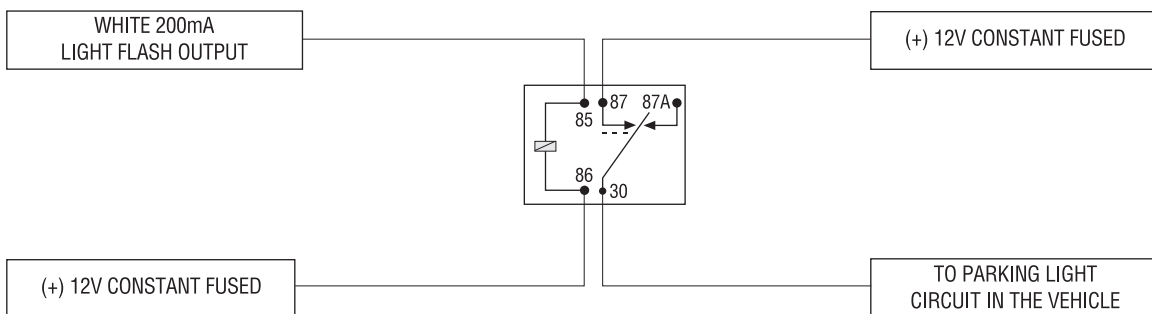 WHITE 200mA
LIGHT FLASH OUTPUT
(+) 12V CONSTANT FUSED
87 87A
85
86
30
(+) 12V CONSTANT FUSED
TO PARKING LIGHT
CIRCUIT IN THE VEHICLE